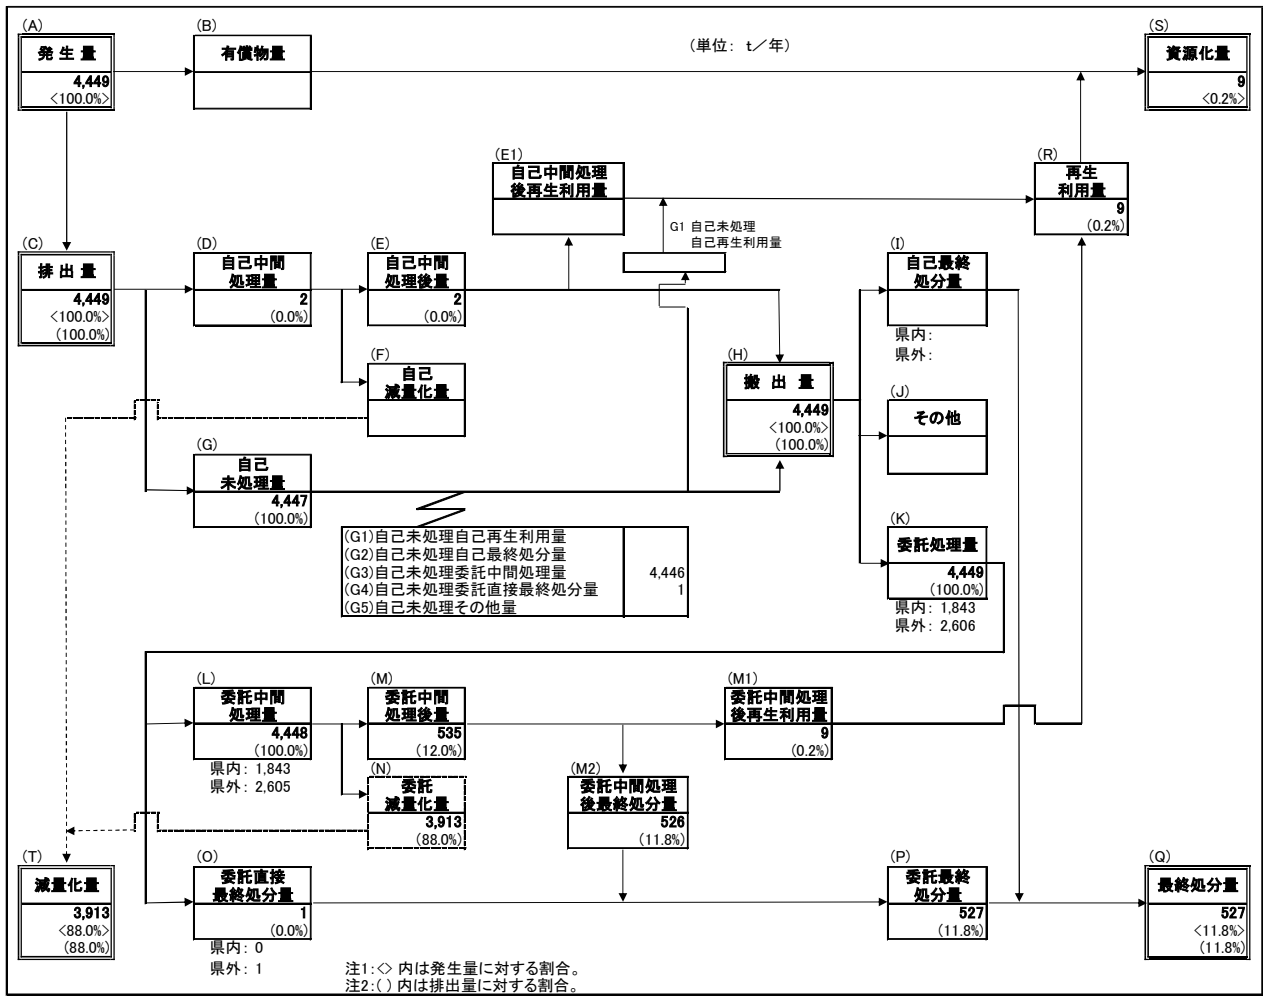 (A)
発 生 量
4,449
<100.0%>
(B)
有償物量
(単位: t/年)
(S)
資源化量
9
<0.2%>
(E1)
自己中間処理
後再生利用量
(R)
再生
利用量
9
(0.2%)
G1 自己未処理
自己再生利用量
(C)
排 出 量
4,449
<100.0%>
(100.0%)
(D)
自己中間
処理量
2
(0.0%)
(E)
自己中間
処理後量
2
(0.0%)
(I)
自己最終
処分量
県内:
県外:
(F)
自己
減量化量
(H)
搬 出 量
4,449
<100.0%>
(100.0%)
(J)
その他
(G)
自己
未処理量
4,447
(100.0%)
(G1)自己未処理自己再生利用量
(G2)自己未処理自己最終処分量
(G3)自己未処理委託中間処理量 4,446
(G4)自己未処理委託直接最終処分量 1
(G5)自己未処理その他量
(K)
委託処理量
4,449
(100.0%)
県内: 1,843
県外: 2,606
(L)
委託中間
処理量
4,448
(100.0%)
県内: 1,843
県外: 2,605
(M)
委託中間
処理後量
535
(12.0%)
(M1)
委託中間処理
後再生利用量
9
(0.2%)
(N)
委託
減量化量
3,913
(88.0%)
(M2)
委託中間処理
後最終処分量
526
(11.8%)
(T)
減量化量
3,913
<88.0%>
(88.0%)
(O)
委託直接
最終処分量
1
(0.0%)
県内: 0
県外: 1
(P)
委託最終
処分量
527
(11.8%)
(Q)
最終処分量
527
<11.8%>
(11.8%)
注1:<> 内は発生量に対する割合。
注2:( ) 内は排出量に対する割合。